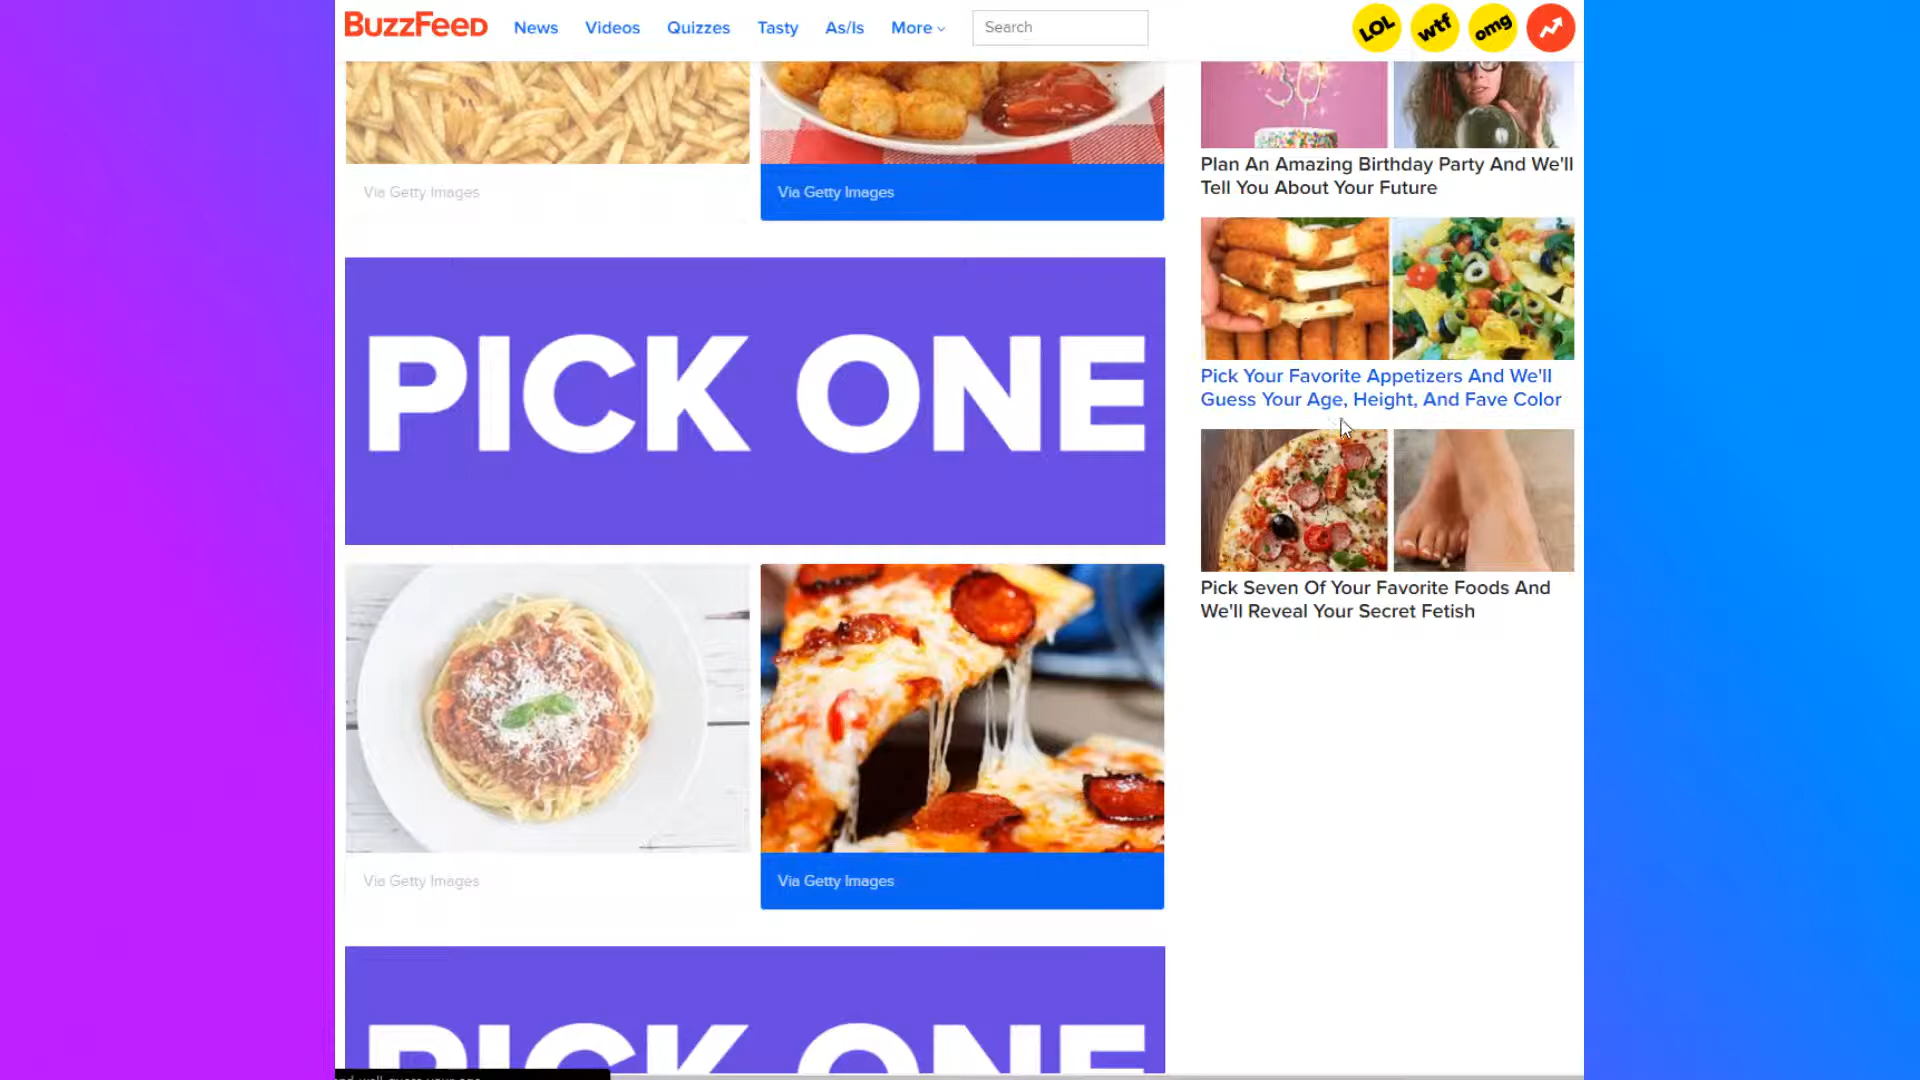 BuzzFeed
News Videos Quizzes Tasty As/Is More Search
LOL wtf omg
30
Via Getty Images
Via Getty Images
Plan An Amazing Birthday Party And We'll
Tell You About Your Future
PICK ONE
Pick Your Favorite Appetizers And We'll
Guess Your Age, Height, And Fave Color
Pick Seven Of Your Favorite Foods And
We'll Reveal Your Secret Fetish
Via Getty Images
Via Getty Images
PICK ONE